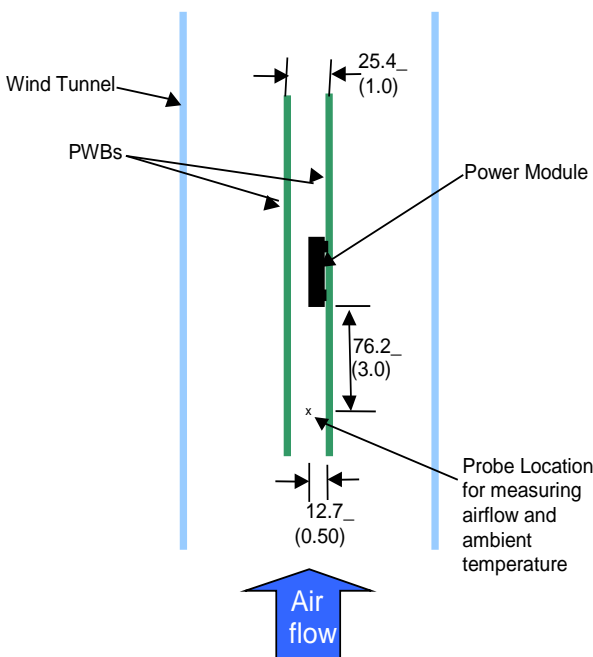 25.4_
(1.0)
Wind Tunnel
PWBs
Power Module
76.2_
(3.0)
x
Probe Location
for measuring
airflow and
ambient
temperature
12.7_
(0.50)
Air
flow